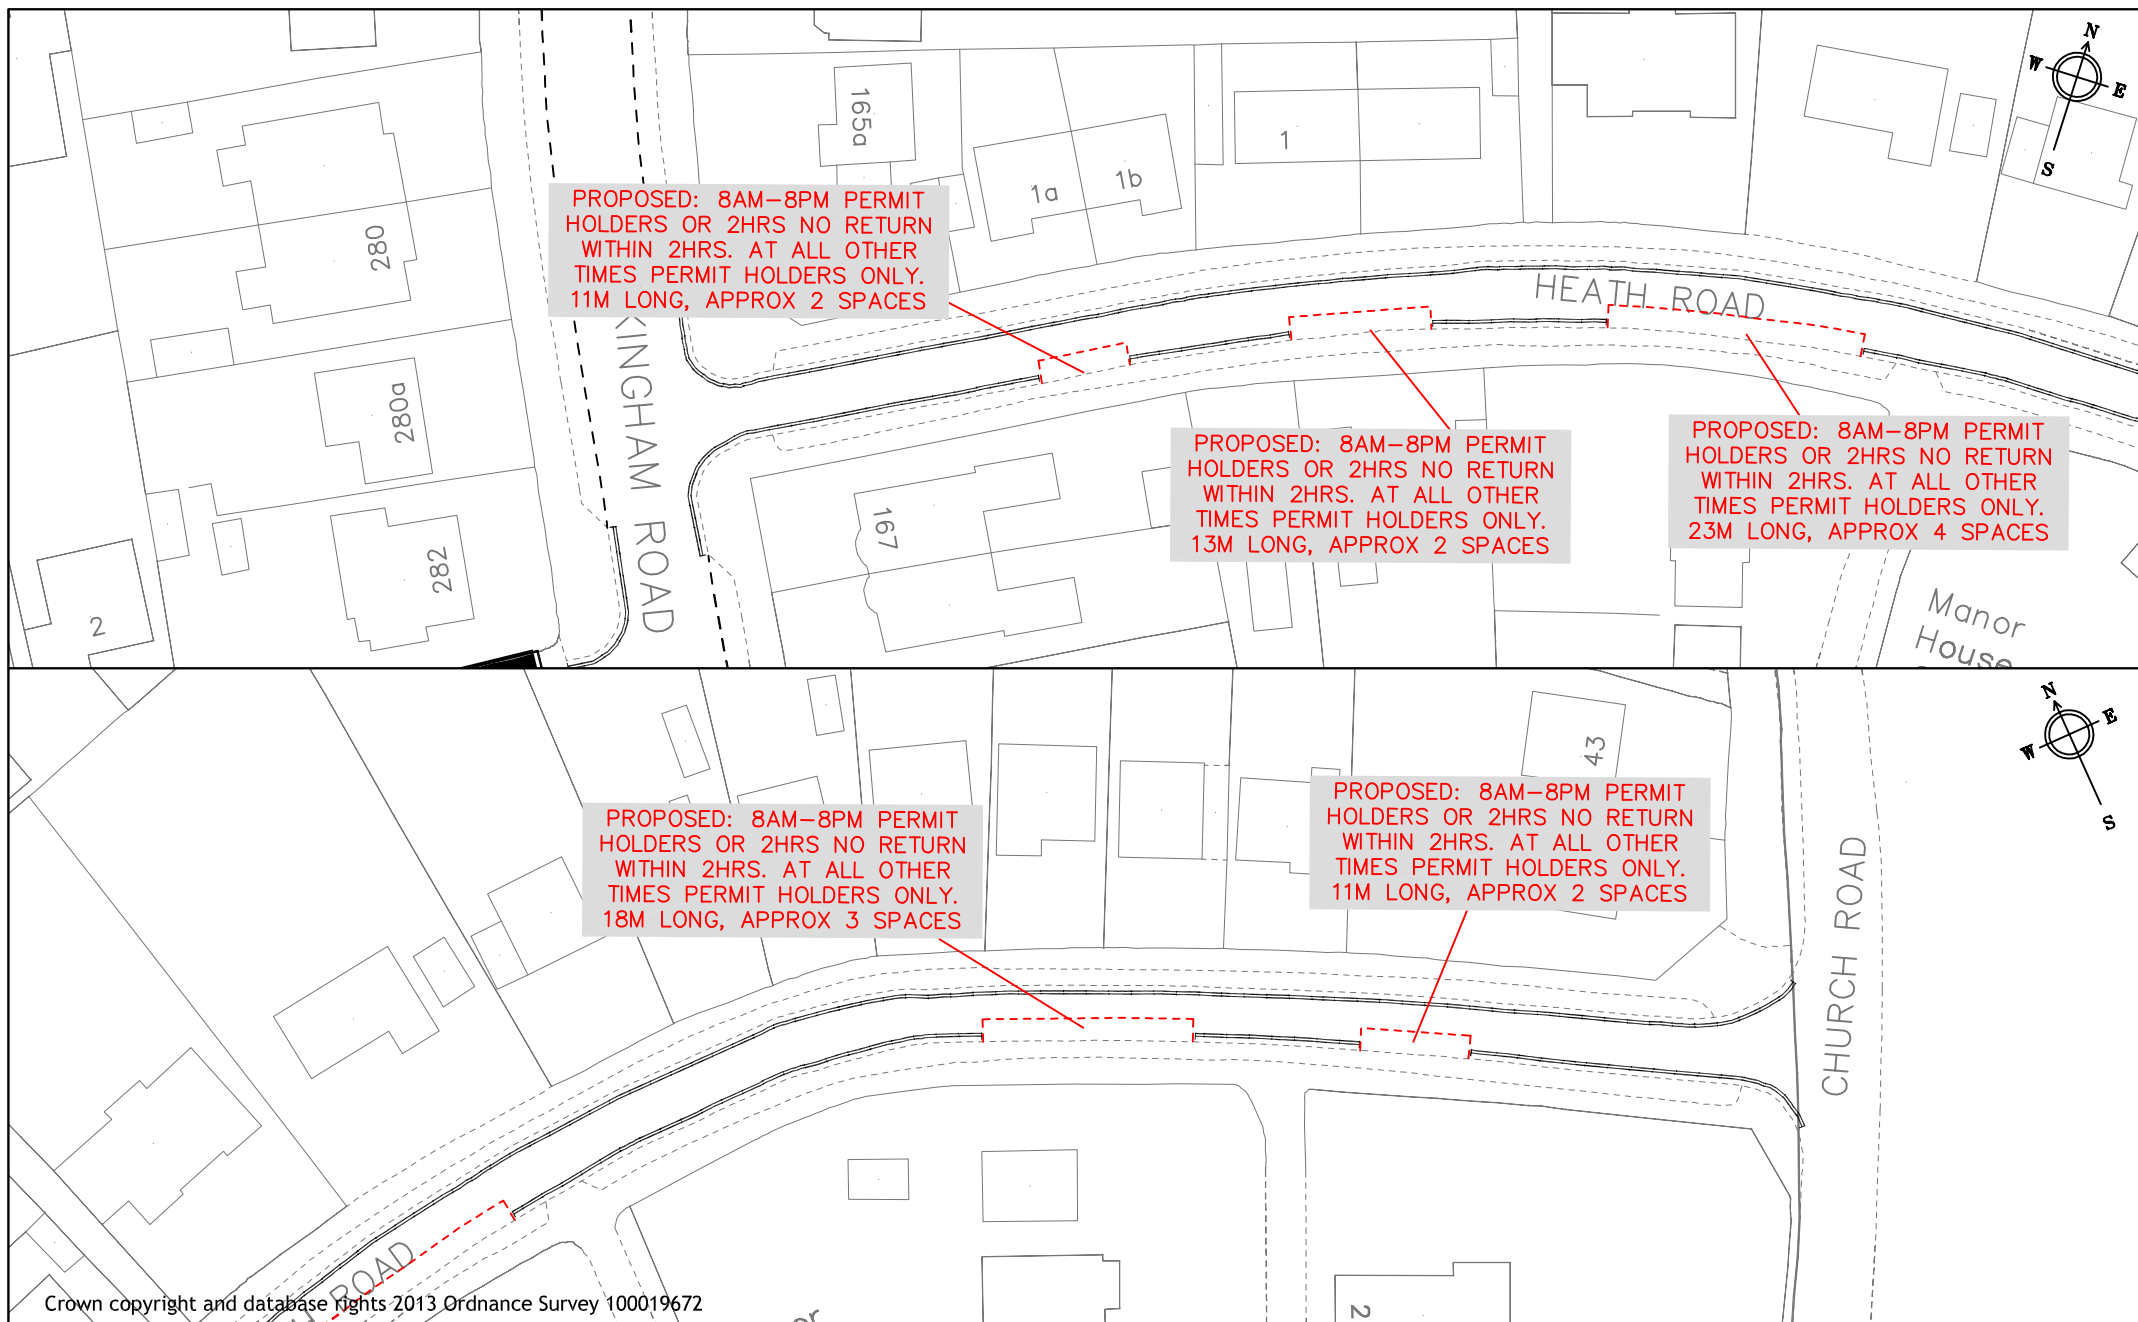 N
W
E
S
165a
1a
1b
1
280
280a
282
2
167
PROPOSED: 8AM-8PM PERMIT
HOLDERS OR 2HRS NO RETURN
WITHIN 2HRS. AT ALL OTHER
TIMES PERMIT HOLDERS ONLY.
11M LONG, APPROX 2 SPACES
HEATH ROAD
KINGHAM ROAD
PROPOSED: 8AM-8PM PERMIT
HOLDERS OR 2HRS NO RETURN
WITHIN 2HRS. AT ALL OTHER
TIMES PERMIT HOLDERS ONLY.
13M LONG, APPROX 2 SPACES
PROPOSED: 8AM-8PM PERMIT
HOLDERS OR 2HRS NO RETURN
WITHIN 2HRS. AT ALL OTHER
TIMES PERMIT HOLDERS ONLY.
23M LONG, APPROX 4 SPACES
Manor
House
N
E
W
S
43
PROPOSED: 8AM-8PM PERMIT
HOLDERS OR 2HRS NO RETURN
WITHIN 2HRS. AT ALL OTHER
TIMES PERMIT HOLDERS ONLY.
18M LONG, APPROX 3 SPACES
PROPOSED: 8AM-8PM PERMIT
HOLDERS OR 2HRS NO RETURN
WITHIN 2HRS. AT ALL OTHER
TIMES PERMIT HOLDERS ONLY.
11M LONG, APPROX 2 SPACES
CHURCH ROAD
ROAD
2
Crown copyright and database rights 2013 Ordnance Survey 100019672